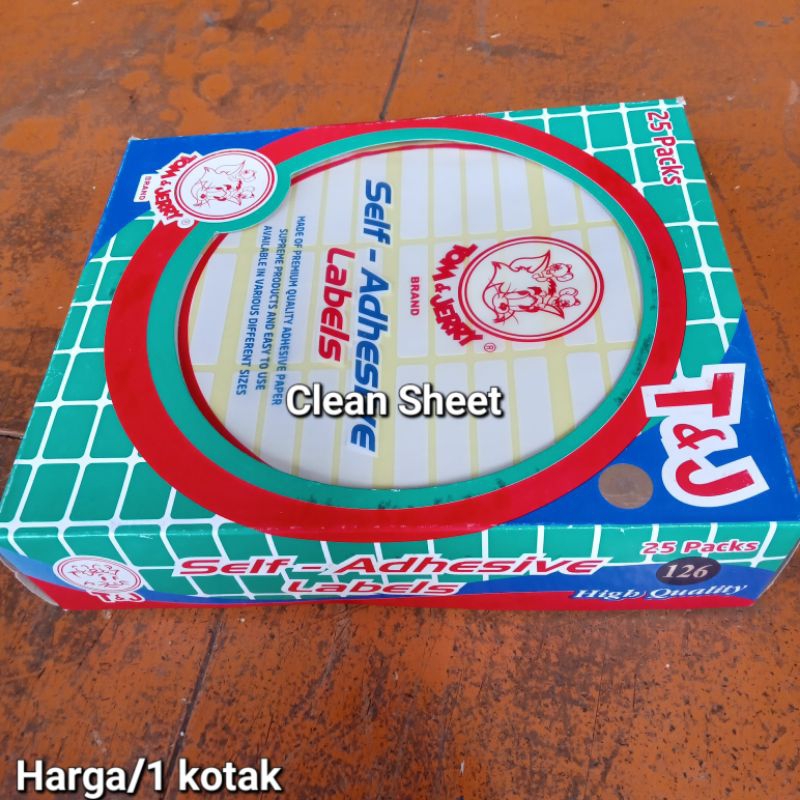 25 Packs
TOM & JERRY ®
BRAND
Self - Adhesive
Labels
MADE OF PREMIUM QUALITY ADHESIVE PAPER
SUPREME PRODUCTS AND EASY TO USE
AVAILABLE IN VARIOUS DIFFERENT SIZES
TOM & JERRY ®
BRAND
Clean Sheet
T&J
25 Packs
Self - Adhesive
Labels
126
High Quality
T&J
Harga/1 kotak